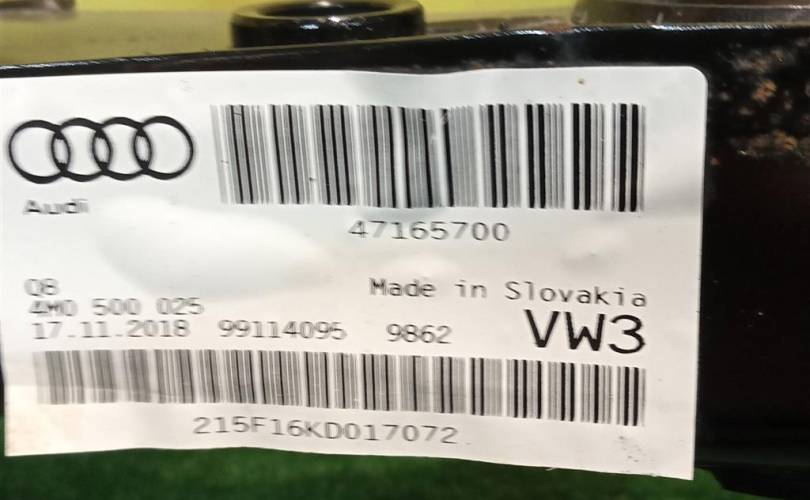 Audi
47165700
Q8
Made in Slovakia
4M0 500 025
17.11.2018 99114095 9862 VW3
215F16KD017072